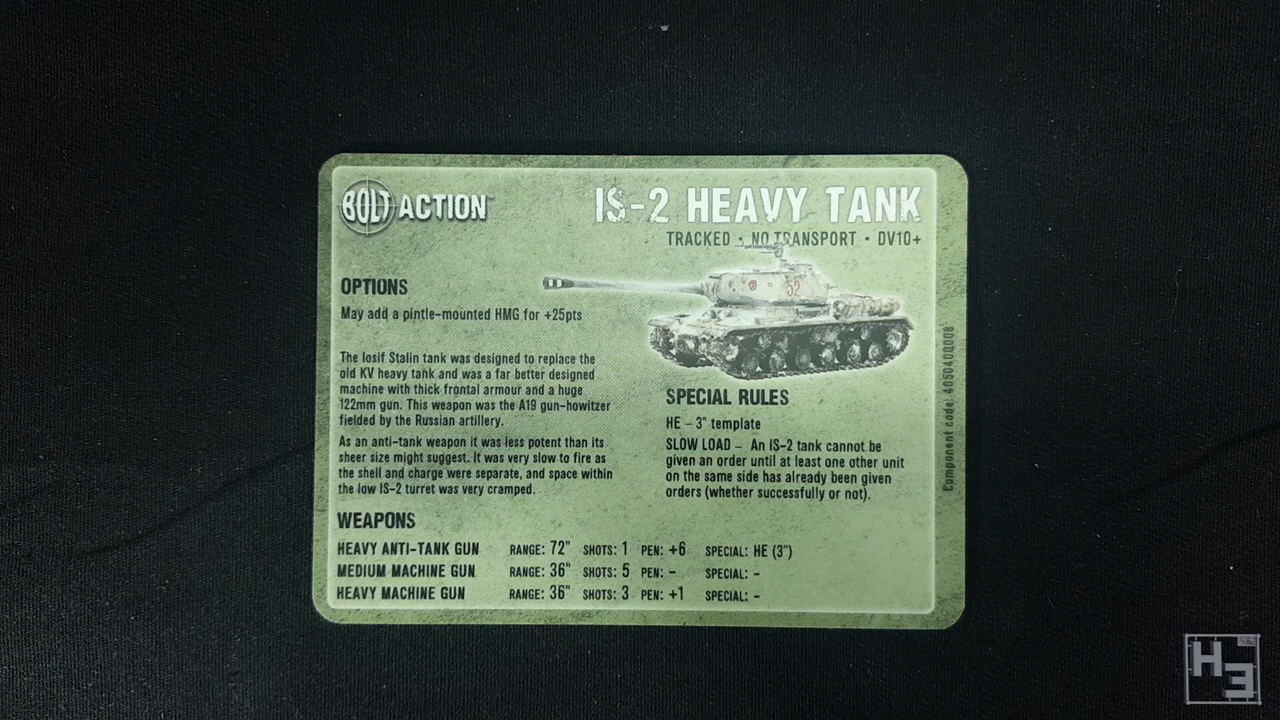 BOLT ACTION
IS-2 HEAVY TANK
TRACKED · NO TRANSPORT · DV10+
OPTIONS
May add a pintle-mounted HMG for +25pts
52
The Iosif Stalin tank was designed to replace the
old KV heavy tank and was a far better designed
machine with thick frontal armour and a huge
122mm gun. This weapon was the A19 gun-howitzer
fielded by the Russian artillery.
As an anti-tank weapon it was less potent than its
sheer size might suggest. It was very slow to fire as
the shell and charge were separate, and space within
the low IS-2 turret was very cramped.
SPECIAL RULES
HE – 3" template
SLOW LOAD – An IS-2 tank cannot be
given an order until at least one other unit
on the same side has already been given
orders (whether successfully or not).
Component code: 4050400008
WEAPONS
HEAVY ANTI-TANK GUN RANGE: 72" SHOTS: 1 PEN: +6 SPECIAL: HE (3")
MEDIUM MACHINE GUN RANGE: 36" SHOTS: 5 PEN: – SPECIAL: –
HEAVY MACHINE GUN RANGE: 36" SHOTS: 3 PEN: +1 SPECIAL: –